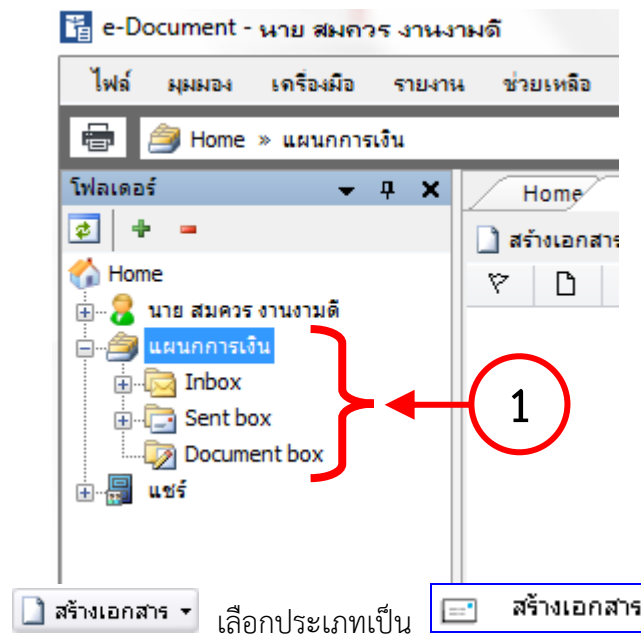 e-Document - นาย สมควร งานงามดี
ไฟล์ มุมมอง เครื่องมือ รายงาน ช่วยเหลือ
Home » แผนกการเงิน
โฟลเดอร์
Home
สร้างเอกสาร
Home
นาย สมควร งานงามดี
แผนกการเงิน
Inbox
1
Sent box
Document box
แชร์
สร้างเอกสาร เลือกประเภทเป็น สร้างเอกสาร